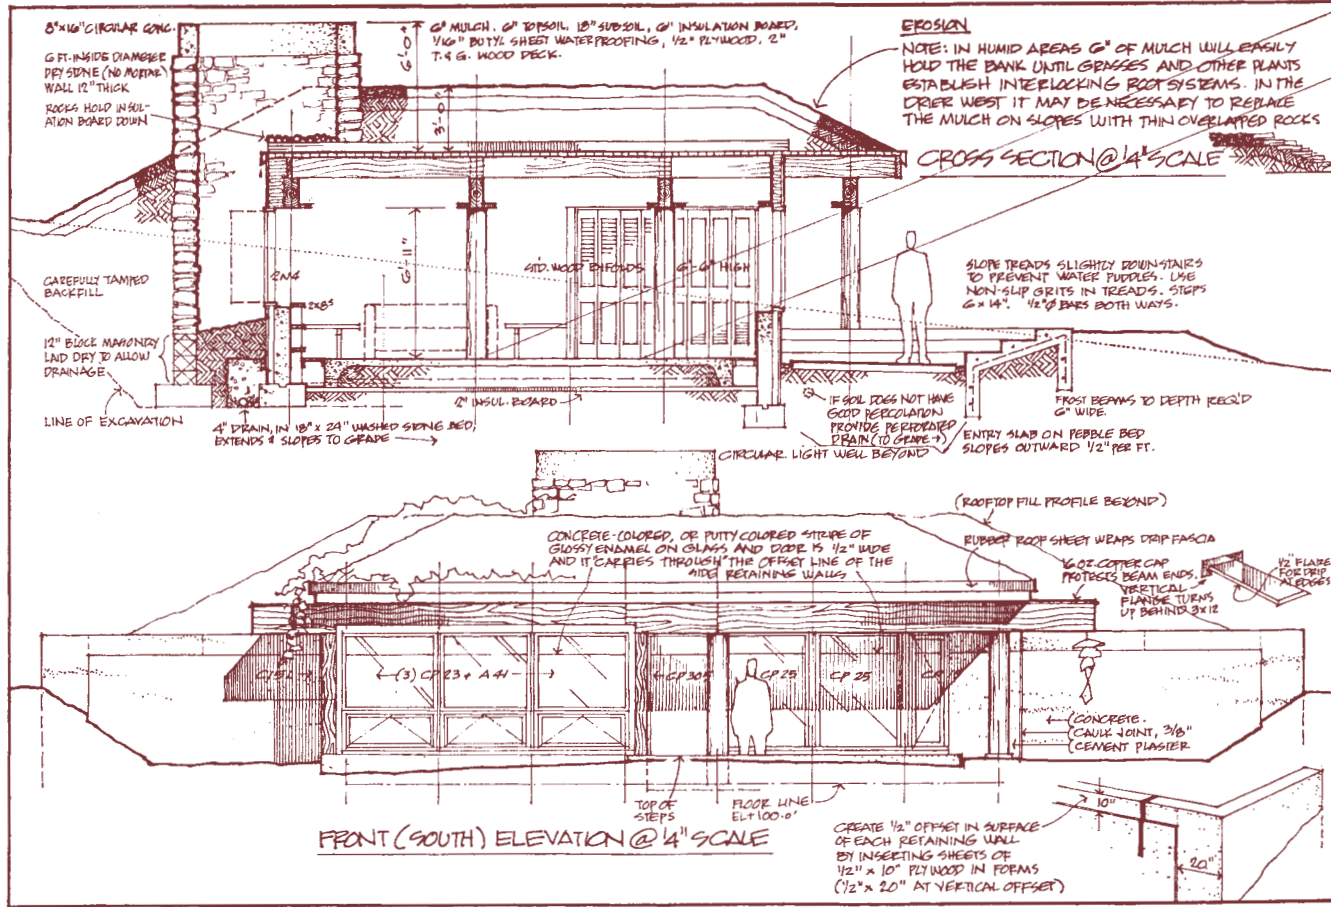 8"x16" CIRCULAR CONC.
6 FT. INSIDE DIAMETER
DRY STONE (NO MORTAR)
WALL 12" THICK
ROCKS HOLD INSUL-
ATION BOARD DOWN
6'-0"
3'-0"
6" MULCH, 6" TOPSOIL, 18" SUBSOIL, 6" INSULATION BOARD,
1/16" BUTYL SHEET WATERPROOFING, 1/2" PLYWOOD, 2"
T. & G. WOOD DECK.
EROSION
NOTE: IN HUMID AREAS 6" OF MULCH WILL EASILY
HOLD THE BANK UNTIL GRASSES AND OTHER PLANTS
ESTABLISH INTERLOCKING ROOT SYSTEMS. IN THE
DRIER WEST IT MAY BE NECESSARY TO REPLACE
THE MULCH ON SLOPES WITH THIN OVERLAPPED ROCKS
CROSS SECTION @ 1/4" SCALE
CAREFULLY TAMPED
BACKFILL
12" BLOCK MASONRY
LAID DRY TO ALLOW
DRAINAGE
LINE OF EXCAVATION
2x4
2x8's
6'-11"
STD. WOOD BIFOLDS 6'-6" HIGH
SLOPE TREADS SLIGHTLY DOWNSTAIRS
TO PREVENT WATER PUDDLES. USE
NON-SLIP GRITS IN TREADS. STEPS
6 x 14". 1/2"Ø BARS BOTH WAYS.
2" INSUL. BOARD
4" DRAIN, IN 18" x 24" WASHED STONE BED,
EXTENDS & SLOPES TO GRADE
IF SOIL DOES NOT HAVE
GOOD PERCOLATION
PROVIDE PERFORATED
DRAIN (TO GRADE →)
FROST BEAMS TO DEPTH REQ'D
6" WIDE.
ENTRY SLAB ON PEBBLE BED
SLOPES OUTWARD 1/2" PER FT.
CIRCULAR LIGHT WELL BEYOND
(ROOFTOP FILL PROFILE BEYOND)
CONCRETE-COLORED, OR PUTTY COLORED STRIPE OF
GLOSSY ENAMEL ON GLASS AND DOOR IS 1/2" WIDE
AND IT "CARRIES THROUGH" THE OFFSET LINE OF THE
SIDE RETAINING WALLS
RUBBER ROOF SHEET WRAPS DRIP FASCIA
16 OZ. COPPER CAP
PROTECTS BEAM ENDS.
VERTICAL
FLANGE TURNS
UP BEHIND 3x12
1/2" FLARE
FOR DRIP
@ EDGES
(3) CP 23 + A 41
CP 305
CP 25
CP 25
CP
CONCRETE
CAULK JOINT, 3/8"
CEMENT PLASTER
TOP OF
STEPS
FLOOR LINE
EL + 100.0'
FRONT (SOUTH) ELEVATION @ 1/4" SCALE
CREATE 1/2" OFFSET IN SURFACE
OF EACH RETAINING WALL
BY INSERTING SHEETS OF
1/2" x 10" PLYWOOD IN FORMS
(1/2" x 20" AT VERTICAL OFFSET)
10"
20"